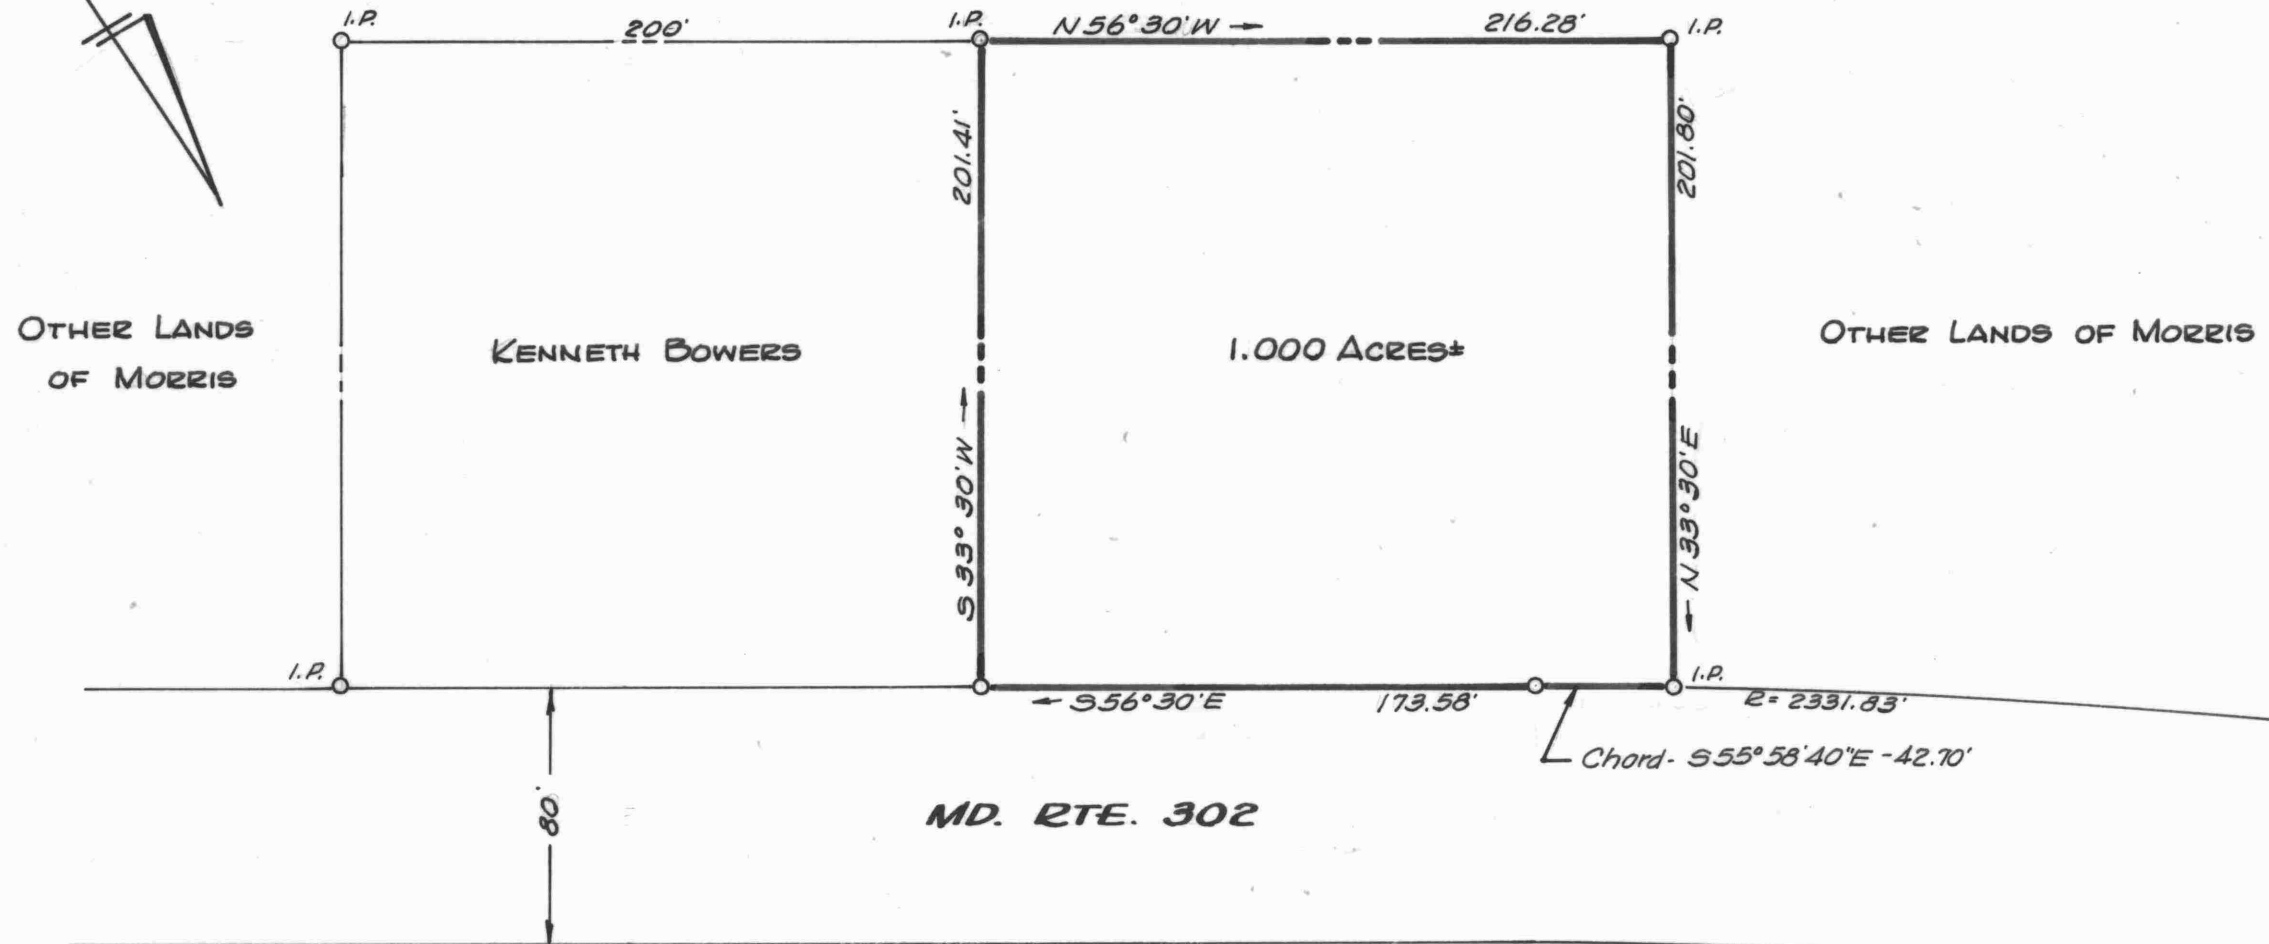 I.P.
200'
I.P.
N 56° 30' W
216.28'
I.P.
201.41'
201.80'
OTHER LANDS
OF MORRIS
KENNETH BOWERS
1.000 ACRES±
OTHER LANDS OF MORRIS
S 33° 30' W
N 33° 30' E
I.P.
S 56° 30' E
173.58'
I.P.
R = 2331.83'
Chord - S 55° 58' 40" E - 42.70'
80'
MD. RTE. 302